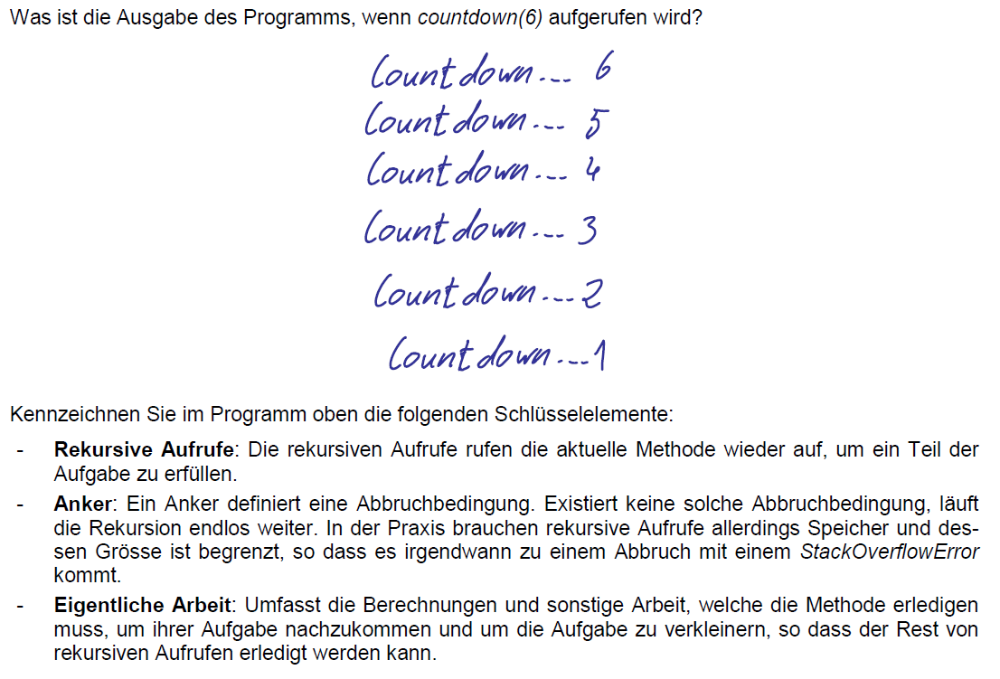 Was ist die Ausgabe des Programms, wenn countdown(6) aufgerufen wird?
Countdown... 6
Countdown... 5
Countdown... 4
Countdown... 3
Countdown... 2
Countdown... 1
Kennzeichnen Sie im Programm oben die folgenden Schlüsselelemente:
- Rekursive Aufrufe: Die rekursiven Aufrufe rufen die aktuelle Methode wieder auf, um ein Teil der
Aufgabe zu erfüllen.
- Anker: Ein Anker definiert eine Abbruchbedingung. Existiert keine solche Abbruchbedingung, läuft
die Rekursion endlos weiter. In der Praxis brauchen rekursive Aufrufe allerdings Speicher und des-
sen Grösse ist begrenzt, so dass es irgendwann zu einem Abbruch mit einem StackOverflowError
kommt.
- Eigentliche Arbeit: Umfasst die Berechnungen und sonstige Arbeit, welche die Methode erledigen
muss, um ihrer Aufgabe nachzukommen und um die Aufgabe zu verkleinern, so dass der Rest von
rekursiven Aufrufen erledigt werden kann.